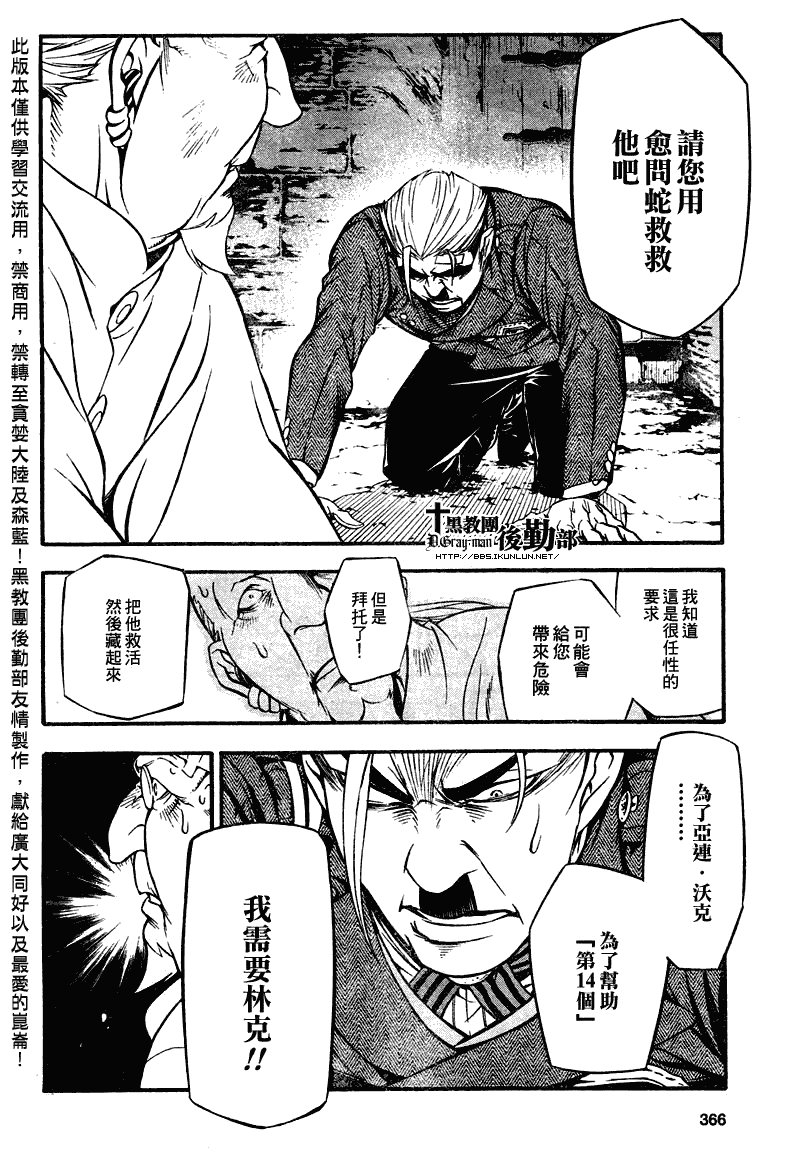 請您用
愈問蛇救救
他吧
十黑教團
D.Gray-man 後勤部
HTTP://BBS.IKUNLUN.NET/
我知道
這是很任性的
要求
可能會
給您
帶來危險
但是
拜托了!
把他救活
然後藏起來
為了亞連·沃克
………
為了幫助
『第14個』
我需要林克!!
366
此版本僅供學習交流用，禁商用，禁轉至貪婪大陸及森藍！黑教團後勤部友情製作，獻給廣大同好以及最愛的崑崙！